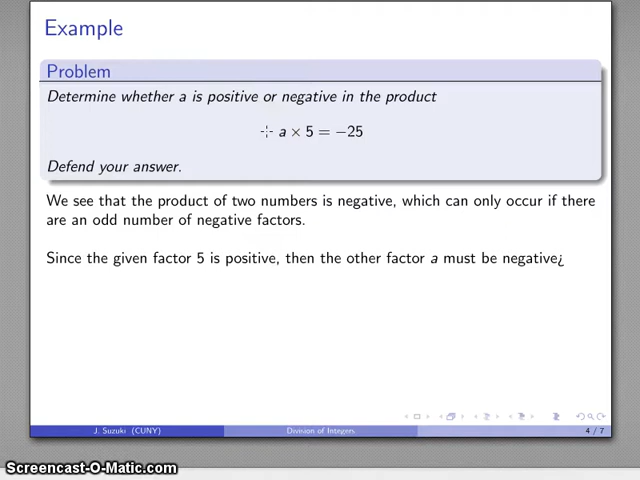 Example
Problem
Determine whether a is positive or negative in the product
a × 5 = −25
Defend your answer.
We see that the product of two numbers is negative, which can only occur if there
are an odd number of negative factors.
Since the given factor 5 is positive, then the other factor a must be negative¿
J. Suzuki (CUNY)
Division of Integers
4 / 7
Screencast-O-Matic.com